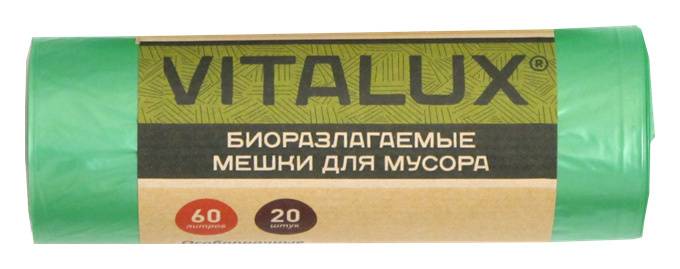 VITALUX®
БИОРАЗЛАГАЕМЫЕ
МЕШКИ ДЛЯ МУСОРА
60 20
литров штук